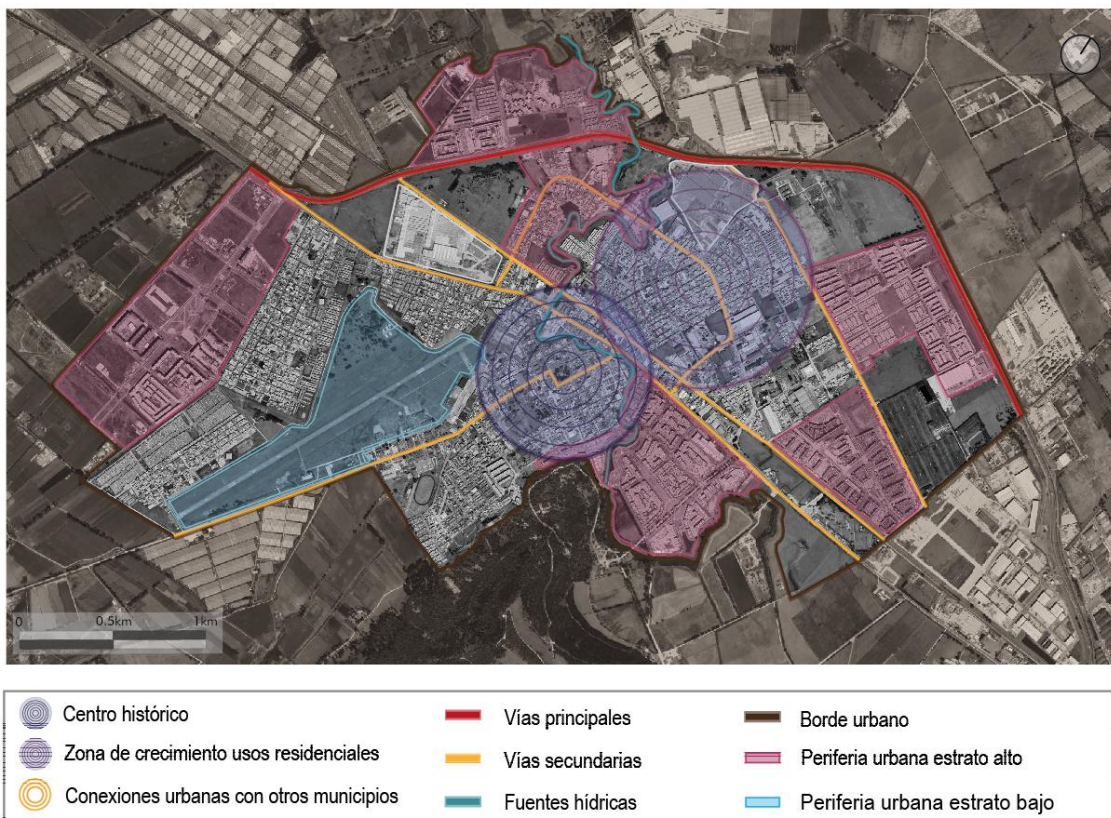 0 0.5km 1km
Centro histórico
Zona de crecimiento usos residenciales
Conexiones urbanas con otros municipios
Vías principales
Vías secundarias
Fuentes hídricas
Borde urbano
Periferia urbana estrato alto
Periferia urbana estrato bajo